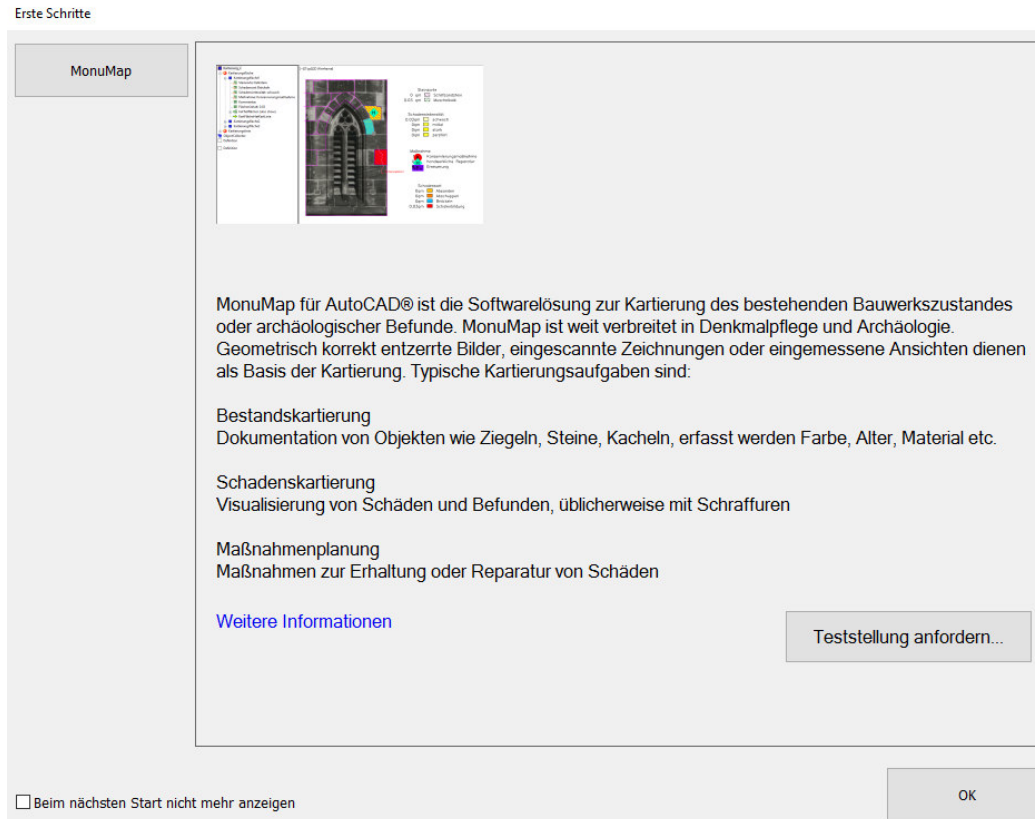 Erste Schritte
MonuMap
Maßnahme
MonuMap für AutoCAD® ist die Softwarelösung zur Kartierung des bestehenden Bauwerkszustandes
oder archäologischer Befunde. MonuMap ist weit verbreitet in Denkmalpflege und Archäologie.
Geometrisch korrekt entzerrte Bilder, eingescannte Zeichnungen oder eingemessene Ansichten dienen
als Basis der Kartierung. Typische Kartierungsaufgaben sind:
Bestandskartierung
Dokumentation von Objekten wie Ziegeln, Steine, Kacheln, erfasst werden Farbe, Alter, Material etc.
Schadenskartierung
Visualisierung von Schäden und Befunden, üblicherweise mit Schraffuren
Maßnahmenplanung
Maßnahmen zur Erhaltung oder Reparatur von Schäden
Weitere Informationen
Teststellung anfordern...
Beim nächsten Start nicht mehr anzeigen
OK